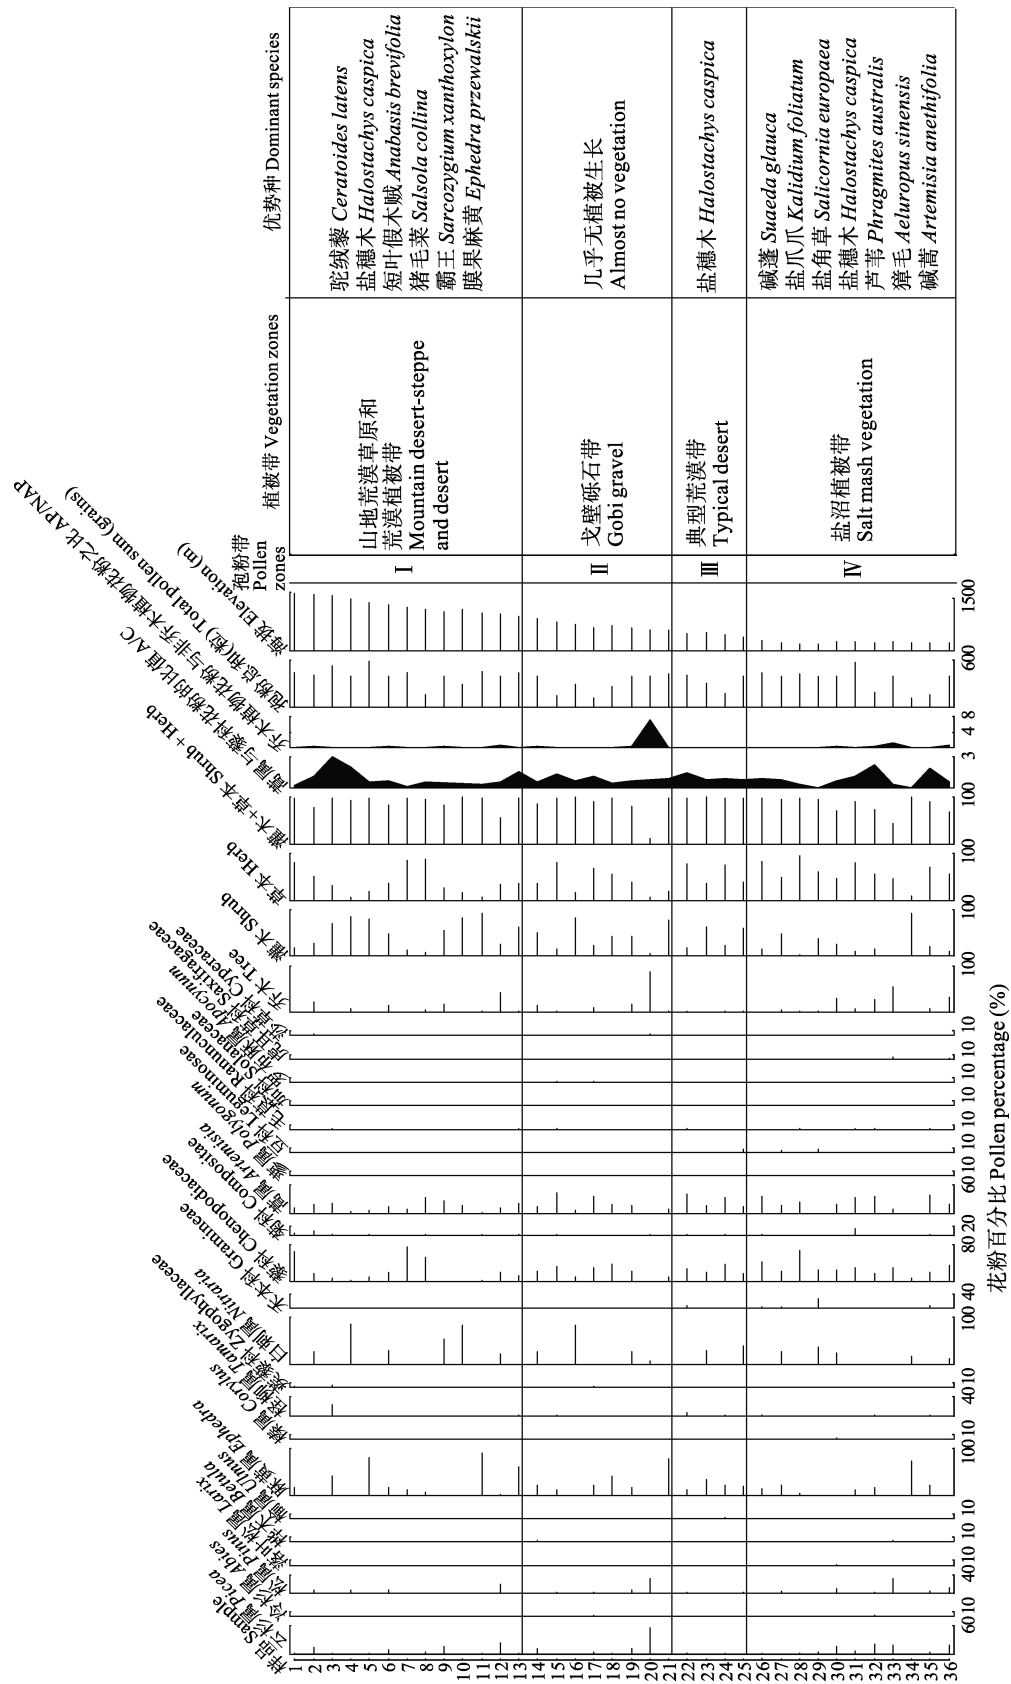 样品 Sample
云杉属 Picea
冷杉属 Abies
松属 Pinus
落叶松属 Larix
桦木属 Betula
榆属 Ulmus
麻黄属 Ephedra
榛属 Corylus
柽柳属 Tamarix
蒺藜科 Zygophyllaceae
白刺属 Nitraria
禾本科 Gramineae
藜科 Chenopodiaceae
菊科 Compositae
蒿属 Artemisia
蓼属 Polygonum
豆科 Leguminosae
毛茛科 Ranunculaceae
茄科 Solanaceae
布麻属 Apocynum
虎耳草科 Saxifragaceae
莎草科 Cyperaceae
乔木 Tree
灌木 Shrub
草本 Herb
灌木+草本 Shrub + Herb
蒿属与藜科花粉的比值 A/C
乔木植物花粉与非乔木植物花粉之比 AP/NAP
孢粉总和(粒) Total pollen sum (grains)
海拔 Elevation (m)
孢粉带
Pollen
zones
植被带 Vegetation zones
优势种 Dominant species
Ⅰ
山地荒漠草原和
荒漠植被带
Mountain desert-steppe
and desert
驼绒藜 Ceratoides latens
盐穗木 Halostachys caspica
短叶假木贼 Anabasis brevifolia
猪毛菜 Salsola collina
霸王 Sarcozygium xanthoxylon
膜果麻黄 Ephedra przewalskii
Ⅱ
戈壁砾石带
Gobi gravel
几乎无植被生长
Almost no vegetation
Ⅲ
典型荒漠带
Typical desert
盐穗木 Halostachys caspica
Ⅳ
盐沼植被带
Salt mash vegetation
碱蓬 Suaeda glauca
盐爪爪 Kalidium foliatum
盐角草 Salicornia europaea
盐穗木 Halostachys caspica
芦苇 Phragmites australis
獐毛 Aeluropus sinensis
碱蒿 Artemisia anethifolia
1
2
3
4
5
6
7
8
9
10
11
12
13
14
15
16
17
18
19
20
21
22
23
24
25
26
27
28
29
30
31
32
33
34
35
36
60 10 40 10 10 10 100 10 40 10 100 40 80 20 60 10 10 10 10 10 10 10 100 100 100 100 3 4 8 600 1500
花粉百分比 Pollen percentage (%)